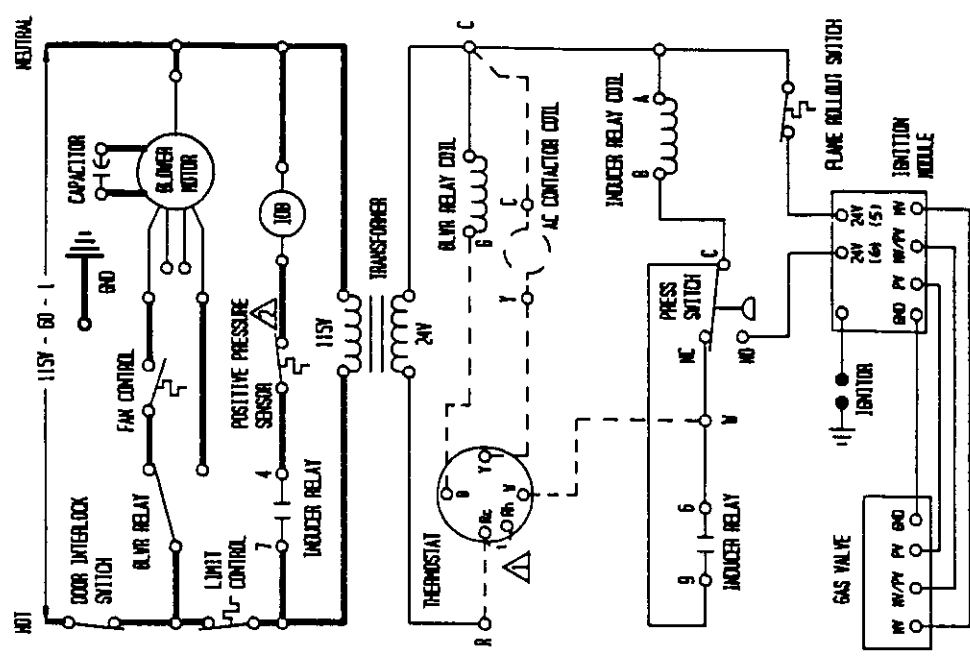 HOT
115V - 60 - 1
NEUTRAL
DOOR INTERLOCK
SWITCH
BLWR RELAY
FAN CONTROL
GND
CAPACITOR
BLOWER
MOTOR
LIMIT
CONTROL
7
4
INDUCER RELAY
POSITIVE PRESSURE
SENSOR
IDB
115V
TRANSFORMER
24V
R
THERMOSTAT
Rc
Rh
G
Y
W
BLWR RELAY COIL
G
C
Y
C
AC CONTACTOR COIL
INDUCER RELAY COIL
B
A
9
6
INDUCER RELAY
W
PRESS
SWITCH
NC
NO
C
FLAME ROLLOUT SWITCH
IGNITION
MODULE
24V
(6)
24V
(5)
GND
PV
MV/PV
MV
IGNITOR
GAS VALVE
MV
MV/PV
PV
GND